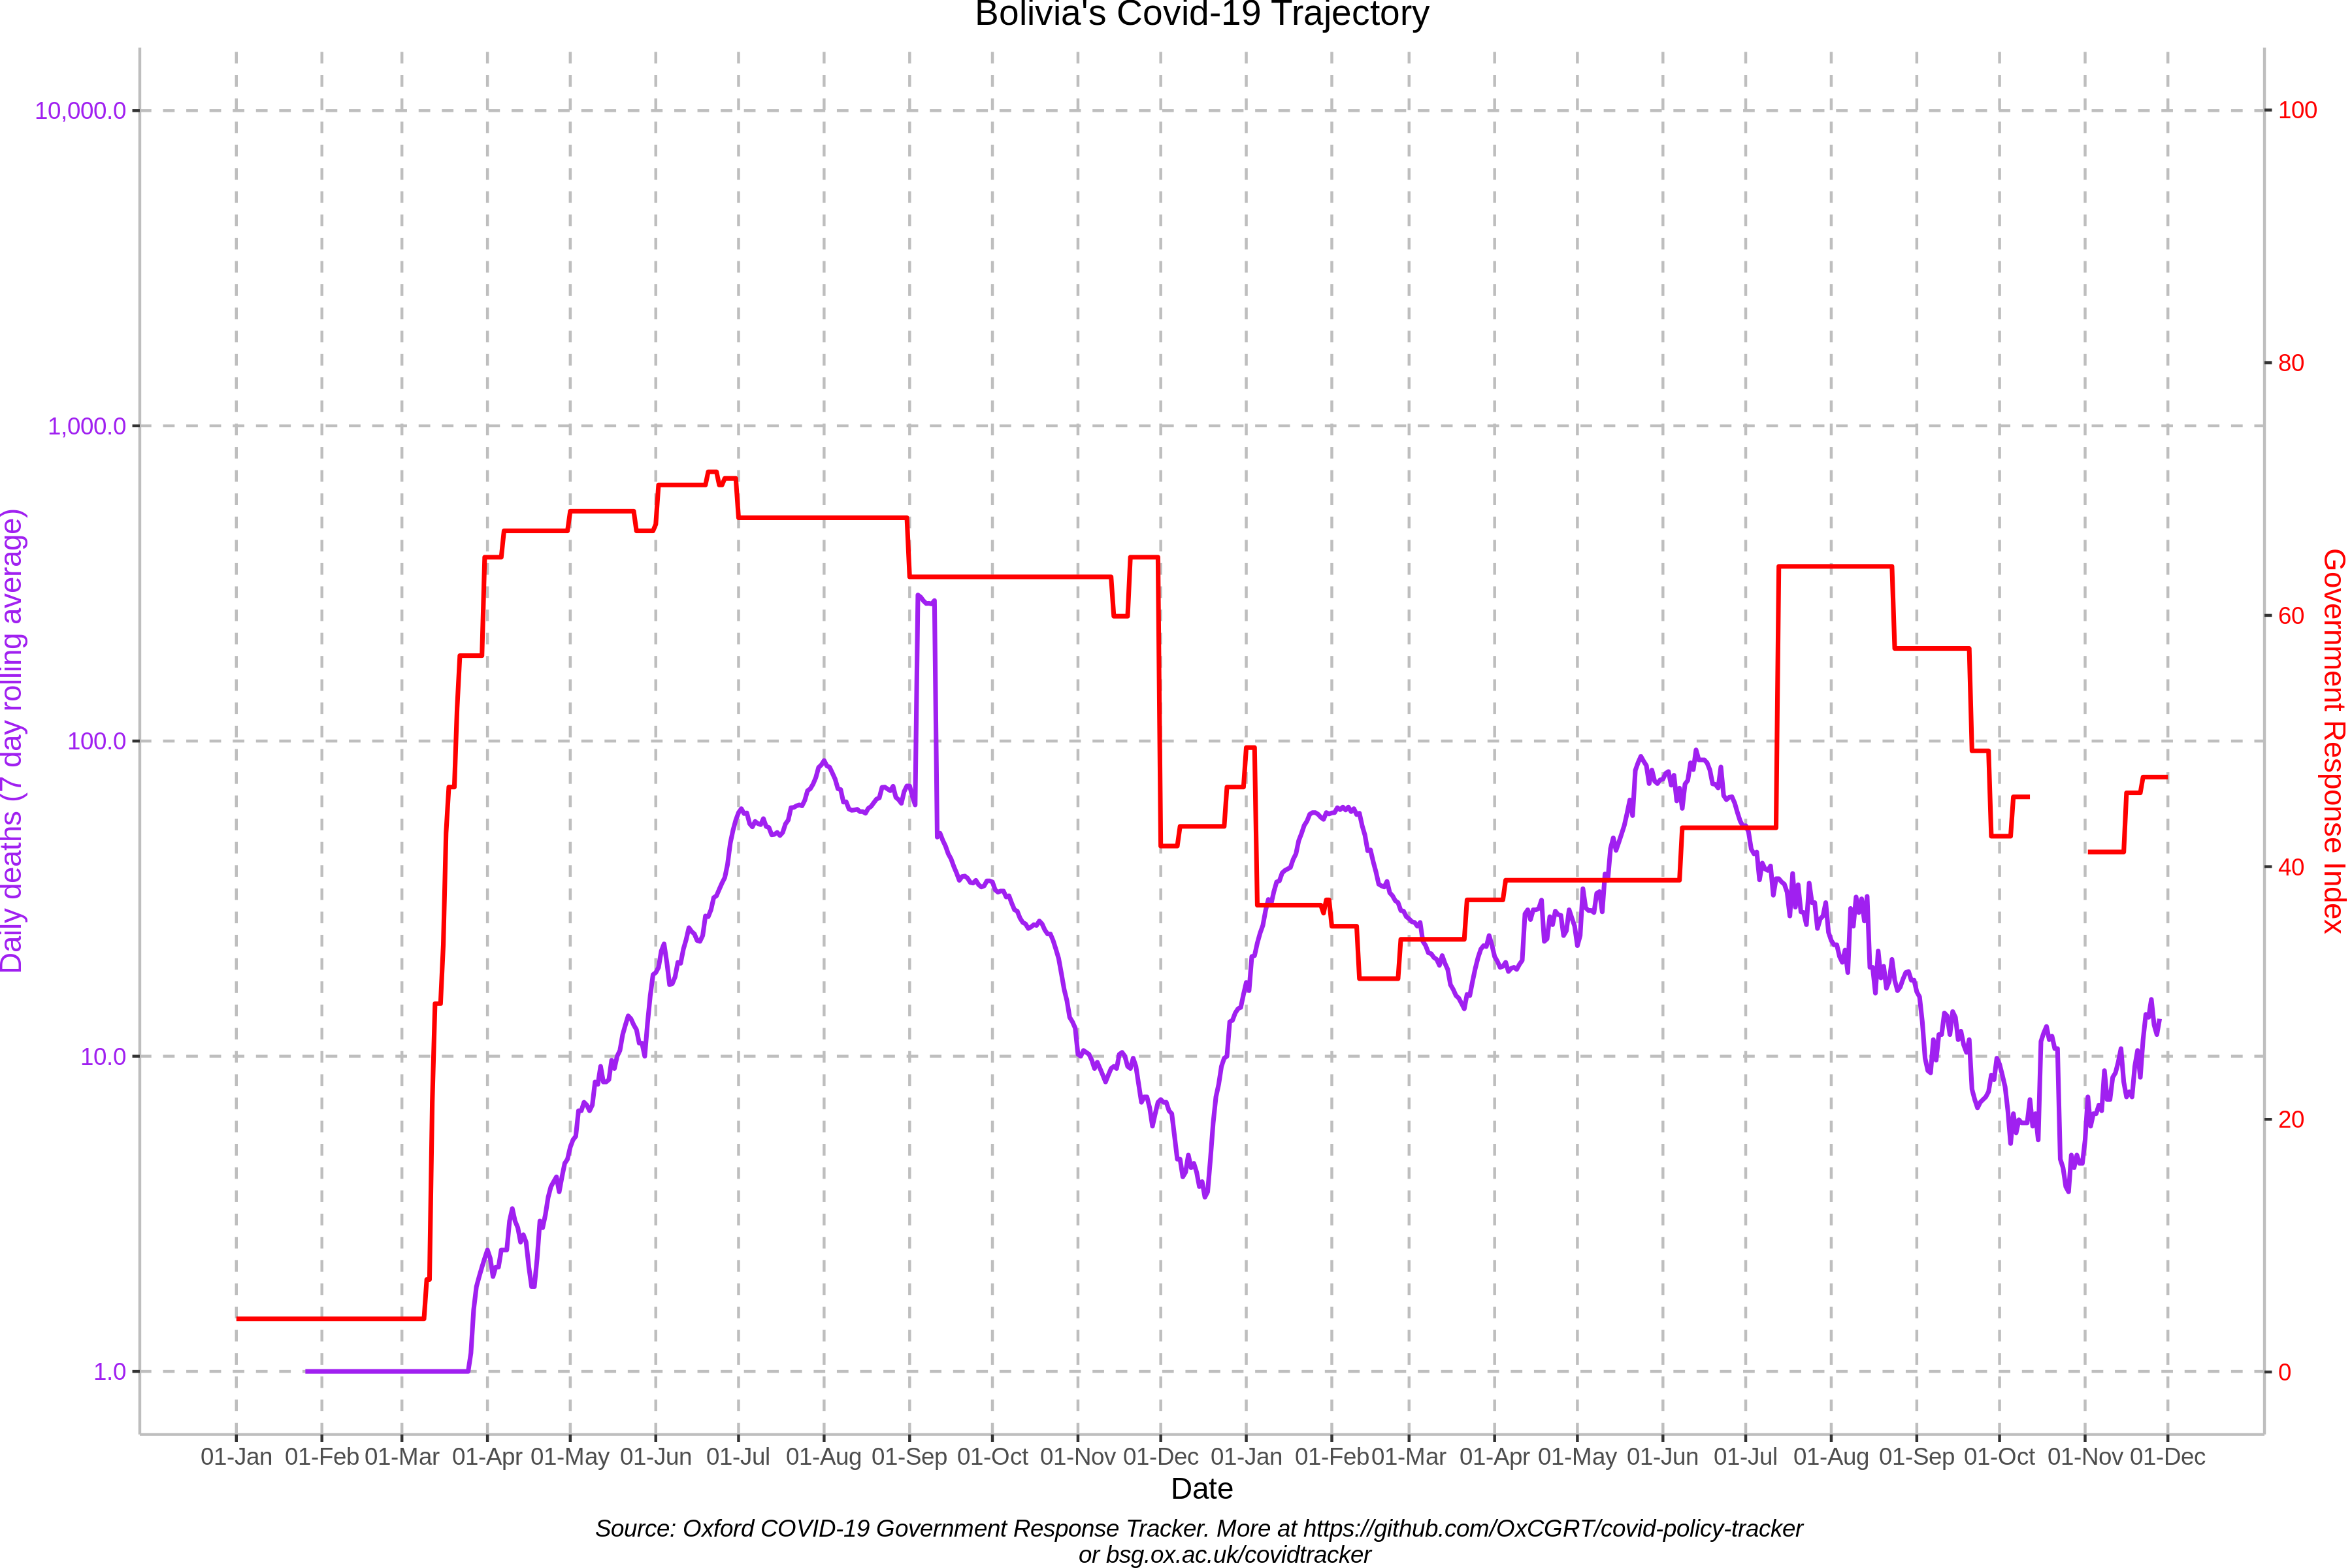 Bolivia's Covid-19 Trajectory
10,000.0
1,000.0
100.0
10.0
1.0
Daily deaths (7 day rolling average)
100
80
60
40
20
0
Government Response Index
01-Jan 01-Feb 01-Mar 01-Apr 01-May 01-Jun 01-Jul 01-Aug 01-Sep 01-Oct 01-Nov 01-Dec 01-Jan 01-Feb 01-Mar 01-Apr 01-May 01-Jun 01-Jul 01-Aug 01-Sep 01-Oct 01-Nov 01-Dec
Date
Source: Oxford COVID-19 Government Response Tracker. More at https://github.com/OxCGRT/covid-policy-tracker
or bsg.ox.ac.uk/covidtracker